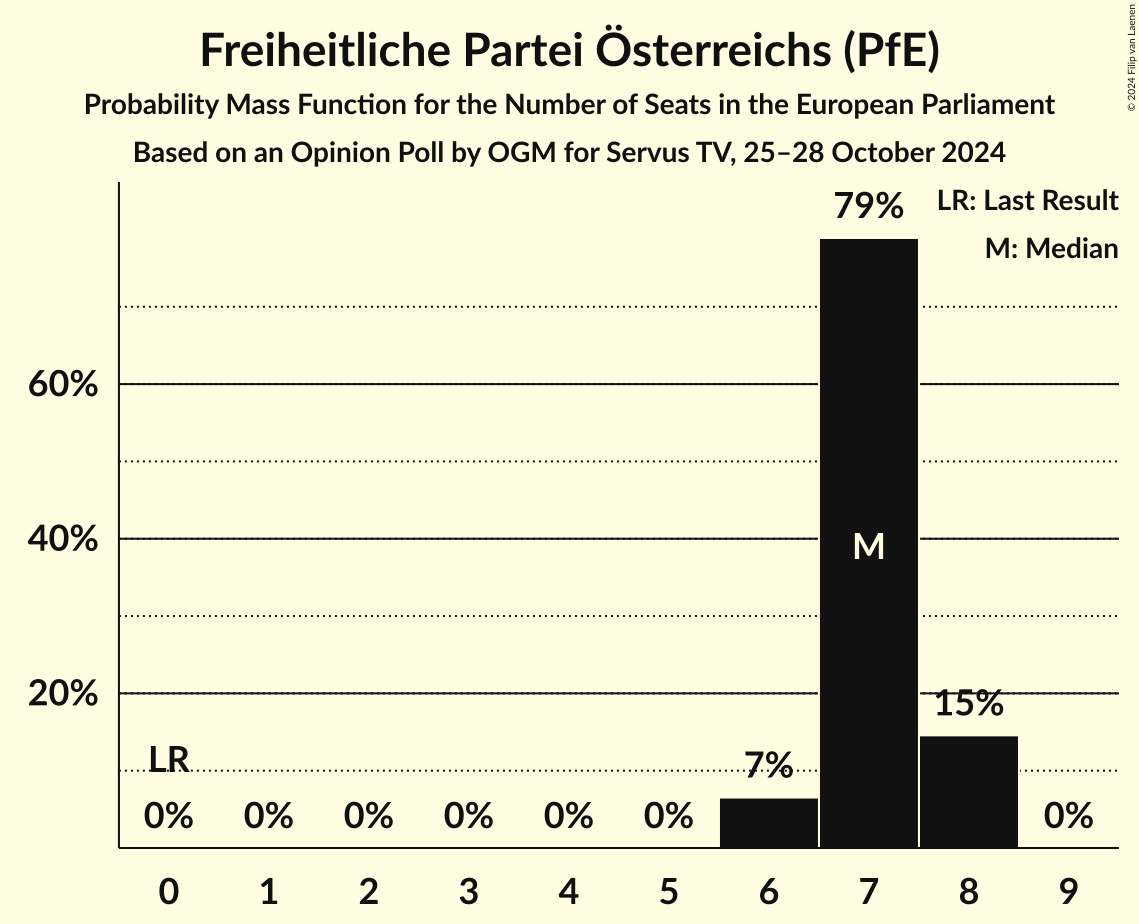 Freiheitliche Partei Österreichs (PfE)
Probability Mass Function for the Number of Seats in the European Parliament
Based on an Opinion Poll by OGM for Servus TV, 25–28 October 2024
© 2024 Filip van Laenen
LR: Last Result
M: Median
79%
60%
40%
M
20%
15%
LR
7%
0% 0% 0% 0% 0% 0% 0%
0 1 2 3 4 5 6 7 8 9